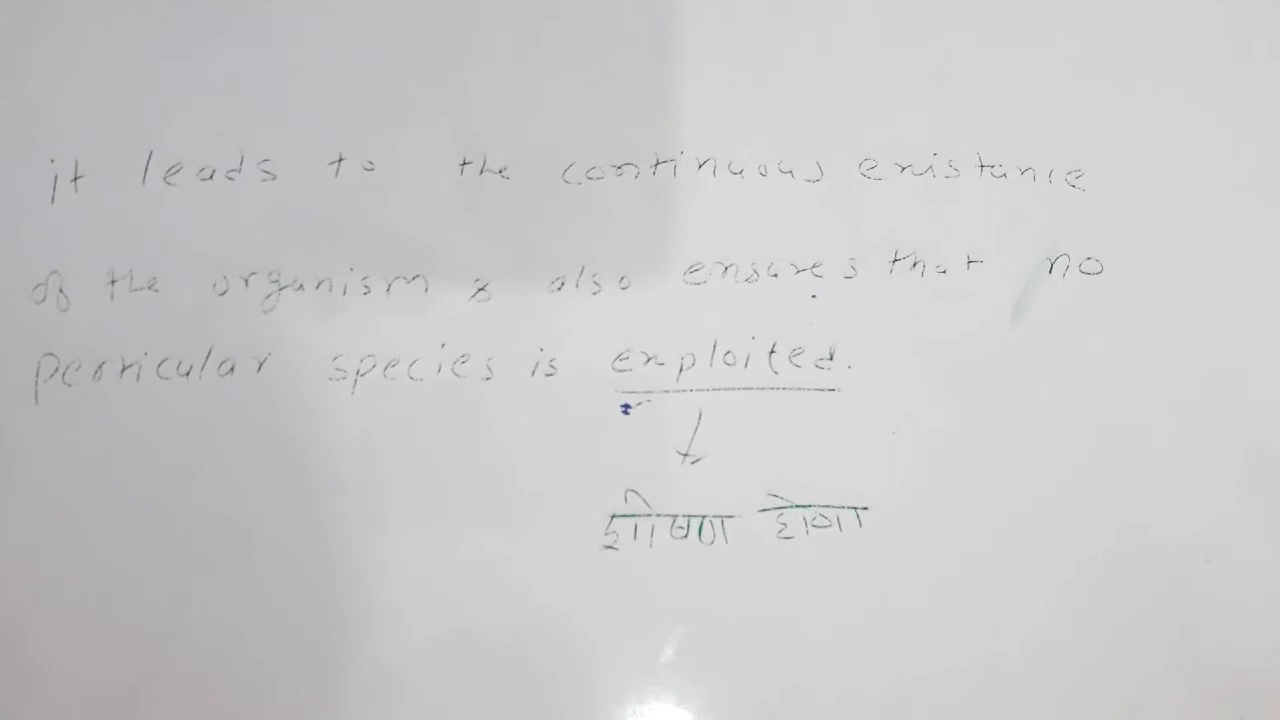 it leads to the continuous existance
of the organism & also ensures that no
perticular species is exploited.
शोषण होणा